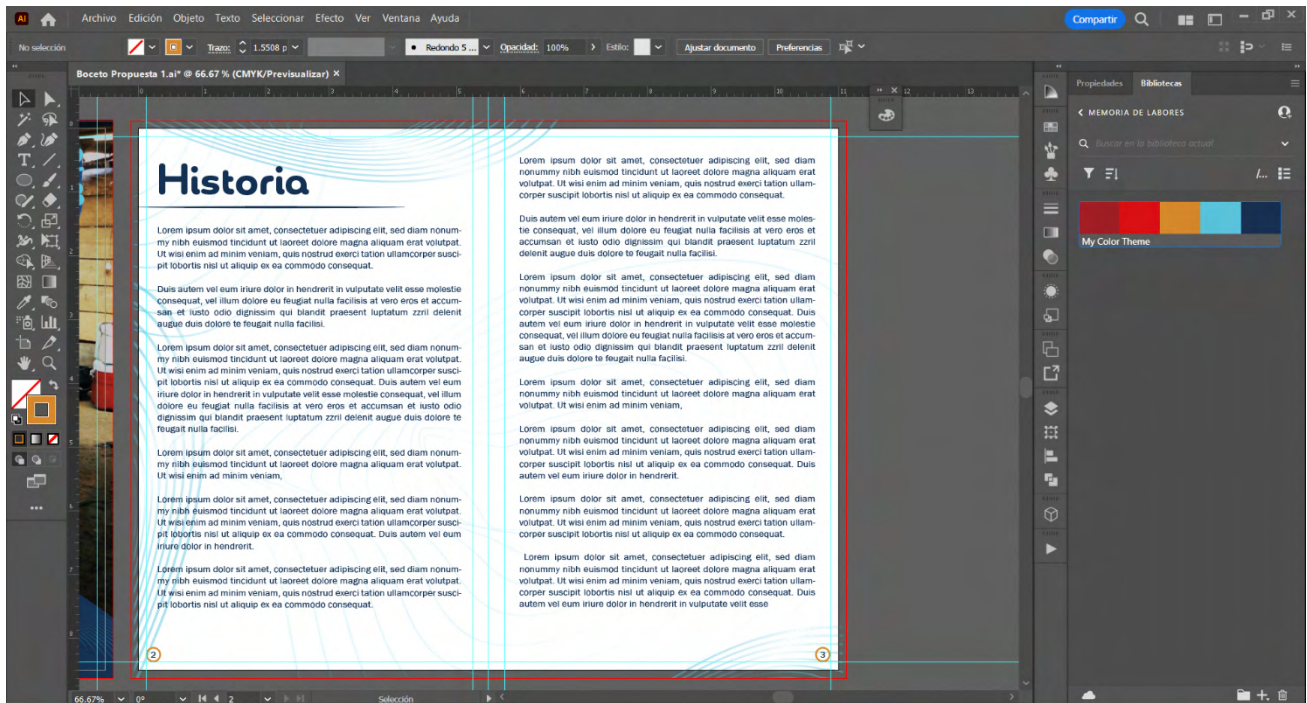 Archivo Edición Objeto Texto Seleccionar Efecto Ver Ventana Ayuda
Compartir
No selección
Trazo: 1.5508 p
Redondo 5 ...
Opacidad: 100%
Estilo:
Ajustar documento
Preferencias
Boceto Propuesta 1.ai* @ 66.67 % (CMYK/Previsualizar) ×
Historia
Lorem ipsum dolor sit amet, consectetuer adipiscing elit, sed diam nonum-
my nibh euismod tincidunt ut laoreet dolore magna aliquam erat volutpat.
Ut wisi enim ad minim veniam, quis nostrud exerci tation ullamcorper susci-
pit lobortis nisl ut aliquip ex ea commodo consequat.
Duis autem vel eum iriure dolor in hendrerit in vulputate velit esse molestie
consequat, vel illum dolore eu feugiat nulla facilisis at vero eros et accum-
san et iusto odio dignissim qui blandit praesent luptatum zzril delenit
augue duis dolore te feugait nulla facilisi.
Lorem ipsum dolor sit amet, consectetuer adipiscing elit, sed diam nonum-
my nibh euismod tincidunt ut laoreet dolore magna aliquam erat volutpat.
Ut wisi enim ad minim veniam, quis nostrud exerci tation ullamcorper susci-
pit lobortis nisl ut aliquip ex ea commodo consequat. Duis autem vel eum
iriure dolor in hendrerit in vulputate velit esse molestie consequat, vel illum
dolore eu feugiat nulla facilisis at vero eros et accumsan et iusto odio
dignissim qui blandit praesent luptatum zzril delenit augue duis dolore te
feugait nulla facilisi.
Lorem ipsum dolor sit amet, consectetuer adipiscing elit, sed diam nonum-
my nibh euismod tincidunt ut laoreet dolore magna aliquam erat volutpat.
Ut wisi enim ad minim veniam,
Lorem ipsum dolor sit amet, consectetuer adipiscing elit, sed diam nonum-
my nibh euismod tincidunt ut laoreet dolore magna aliquam erat volutpat.
Ut wisi enim ad minim veniam, quis nostrud exerci tation ullamcorper susci-
pit lobortis nisl ut aliquip ex ea commodo consequat. Duis autem vel eum
iriure dolor in hendrerit.
Lorem ipsum dolor sit amet, consectetuer adipiscing elit, sed diam nonum-
my nibh euismod tincidunt ut laoreet dolore magna aliquam erat volutpat.
Ut wisi enim ad minim veniam, quis nostrud exerci tation ullamcorper susci-
pit lobortis nisl ut aliquip ex ea commodo consequat.
2
Lorem ipsum dolor sit amet, consectetuer adipiscing elit, sed diam
nonummy nibh euismod tincidunt ut laoreet dolore magna aliquam erat
volutpat. Ut wisi enim ad minim veniam, quis nostrud exerci tation ullam-
corper suscipit lobortis nisl ut aliquip ex ea commodo consequat.
Duis autem vel eum iriure dolor in hendrerit in vulputate velit esse moles-
tie consequat, vel illum dolore eu feugiat nulla facilisis at vero eros et
accumsan et iusto odio dignissim qui blandit praesent luptatum zzril
delenit augue duis dolore te feugait nulla facilisi.
Lorem ipsum dolor sit amet, consectetuer adipiscing elit, sed diam
nonummy nibh euismod tincidunt ut laoreet dolore magna aliquam erat
volutpat. Ut wisi enim ad minim veniam, quis nostrud exerci tation ullam-
corper suscipit lobortis nisl ut aliquip ex ea commodo consequat. Duis
autem vel eum iriure dolor in hendrerit in vulputate velit esse molestie
consequat, vel illum dolore eu feugiat nulla facilisis at vero eros et accum-
san et iusto odio dignissim qui blandit praesent luptatum zzril delenit
augue duis dolore te feugait nulla facilisi.
Lorem ipsum dolor sit amet, consectetuer adipiscing elit, sed diam
nonummy nibh euismod tincidunt ut laoreet dolore magna aliquam erat
volutpat. Ut wisi enim ad minim veniam,
Lorem ipsum dolor sit amet, consectetuer adipiscing elit, sed diam
nonummy nibh euismod tincidunt ut laoreet dolore magna aliquam erat
volutpat. Ut wisi enim ad minim veniam, quis nostrud exerci tation ullam-
corper suscipit lobortis nisl ut aliquip ex ea commodo consequat. Duis
autem vel eum iriure dolor in hendrerit.
Lorem ipsum dolor sit amet, consectetuer adipiscing elit, sed diam
nonummy nibh euismod tincidunt ut laoreet dolore magna aliquam erat
volutpat. Ut wisi enim ad minim veniam, quis nostrud exerci tation ullam-
corper suscipit lobortis nisl ut aliquip ex ea commodo consequat.
Lorem ipsum dolor sit amet, consectetuer adipiscing elit, sed diam
nonummy nibh euismod tincidunt ut laoreet dolore magna aliquam erat
volutpat. Ut wisi enim ad minim veniam, quis nostrud exerci tation ullam-
corper suscipit lobortis nisl ut aliquip ex ea commodo consequat. Duis
autem vel eum iriure dolor in hendrerit in vulputate velit esse
3
Propiedades Bibliotecas
MEMORIA DE LABORES
Buscar en la biblioteca actual
My Color Theme
66.67% 0° 2 Selección